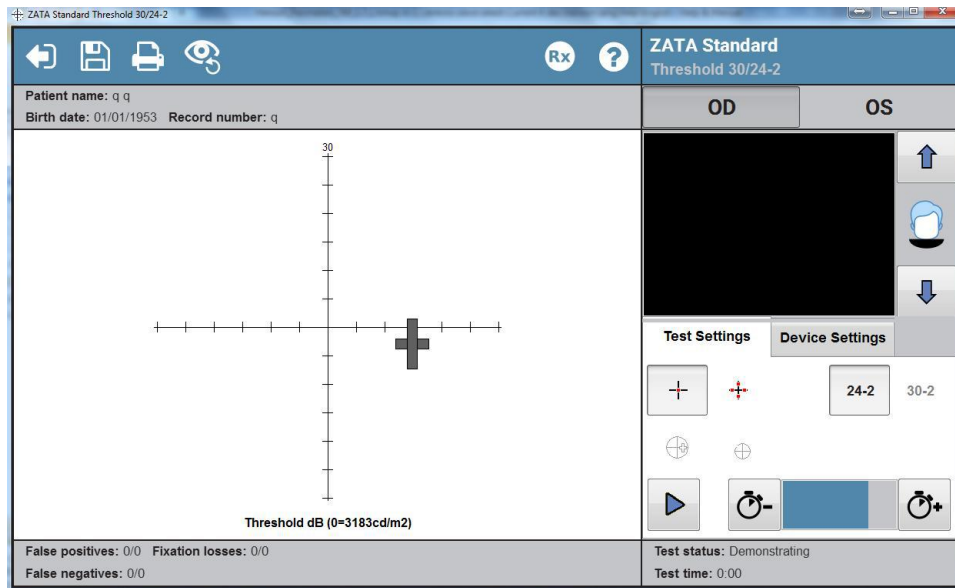 ZATA Standard Threshold 30/24-2
Rx
?
ZATA Standard
Threshold 30/24-2
Patient name: q q
Birth date: 01/01/1953 Record number: q
OD
OS
30
Test Settings
Device Settings
24-2
30-2
Threshold dB (0=3183cd/m2)
False positives: 0/0 Fixation losses: 0/0
False negatives: 0/0
Test status: Demonstrating
Test time: 0:00